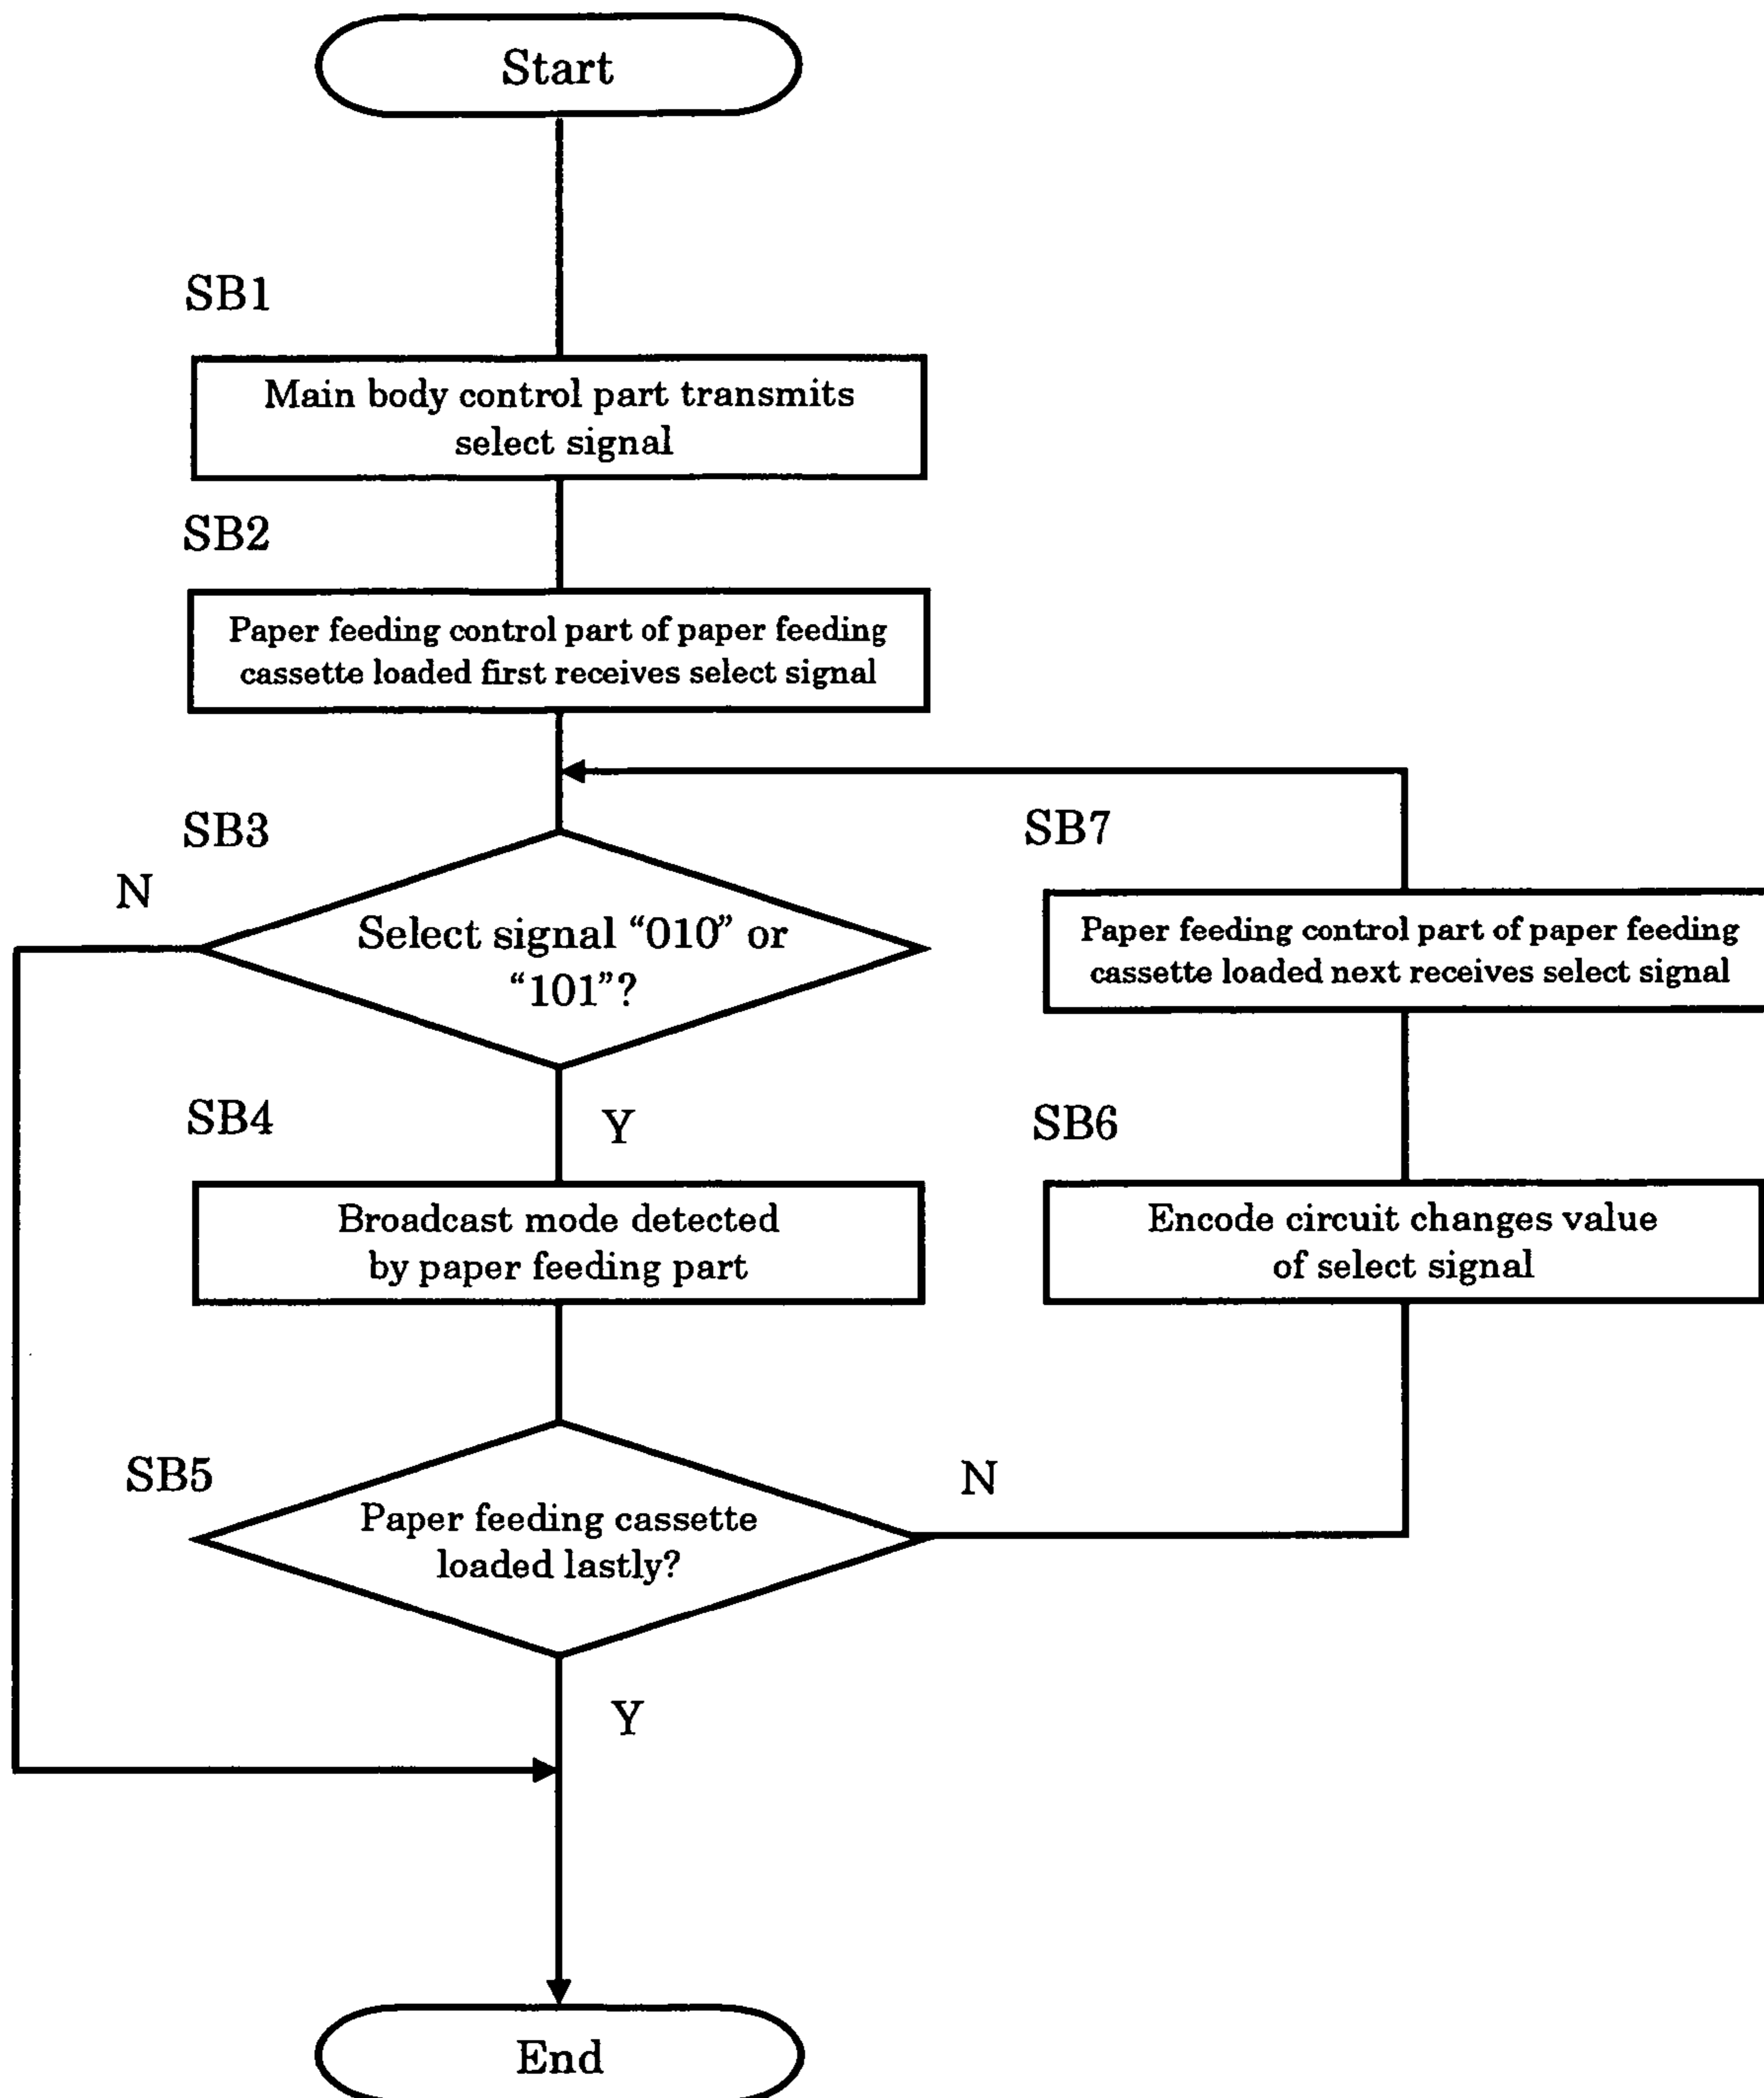 Start
SB1
Main body control part transmits
select signal
SB2
Paper feeding control part of paper feeding
cassette loaded first receives select signal
SB3
N
Select signal “010” or
“101”?
Y
SB4
Broadcast mode detected
by paper feeding part
SB5
Paper feeding cassette
loaded lastly?
N
Y
SB7
Paper feeding control part of paper feeding
cassette loaded next receives select signal
SB6
Encode circuit changes value
of select signal
End